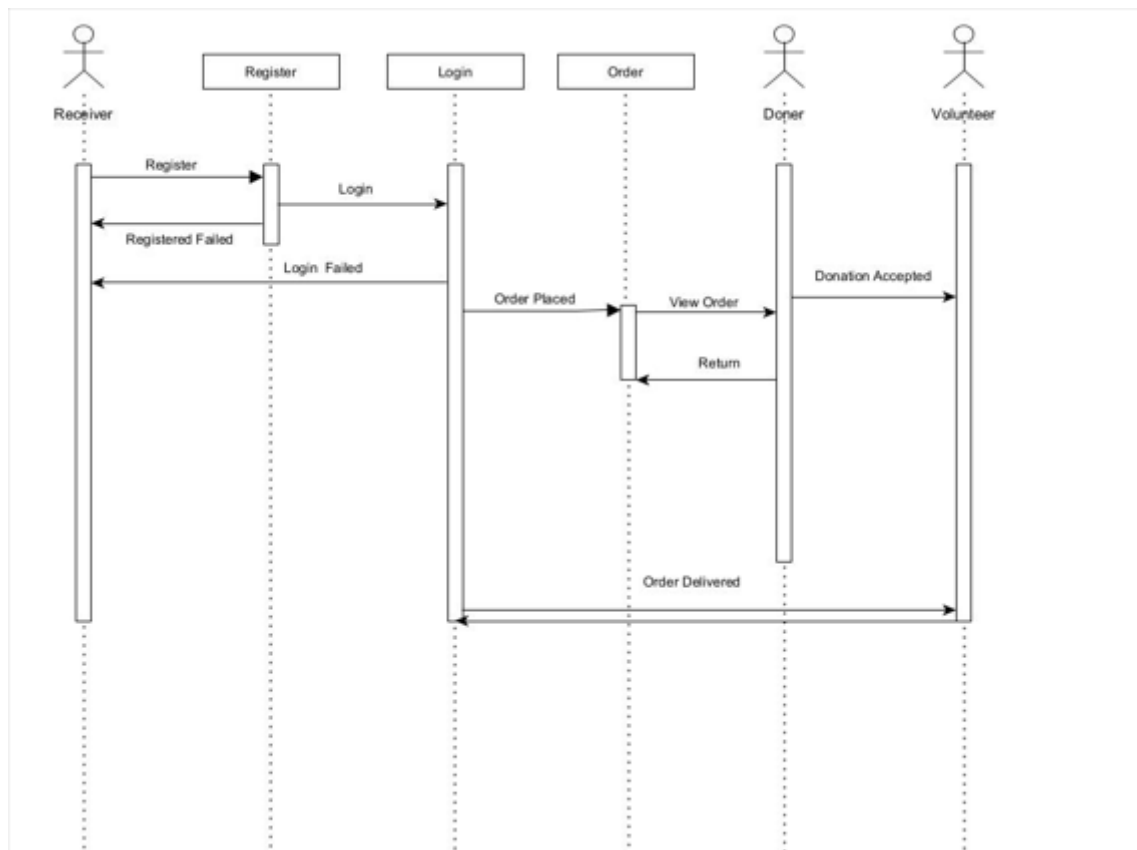 Register
Login
Order
Receiver
Doner
Volunteer
Register
Login
Registered Failed
Login Failed
Donation Accepted
Order Placed
View Order
Return
Order Delivered